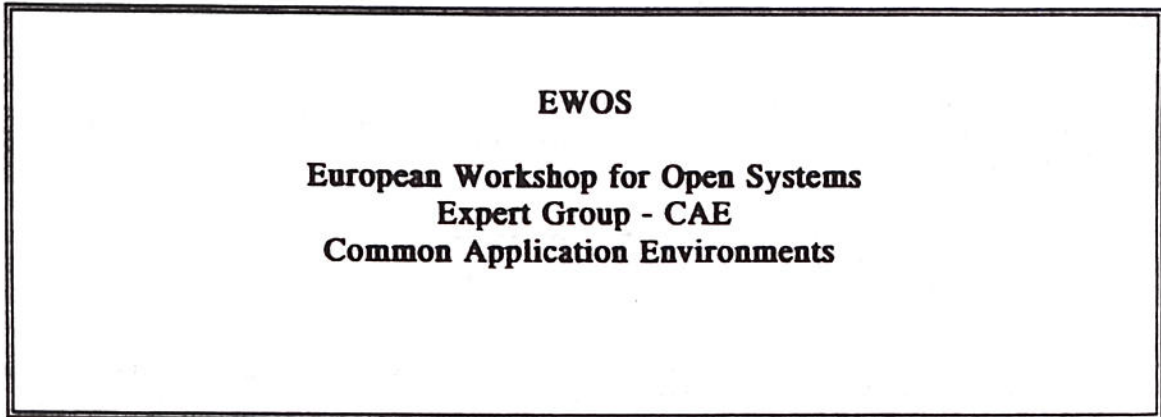 EWOS
European Workshop for Open Systems
Expert Group - CAE
Common Application Environments